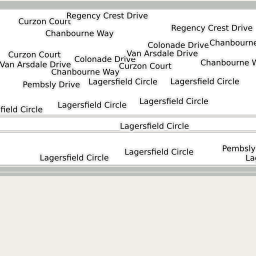 Regency Crest Drive
Curzon Court
Regency Crest Drive
Chanbourne Way
Chanbourne
Colonade Drive
Van Arsdale Drive
Curzon Court
Colonade Drive
Chanbourne W
Van Arsdale Drive
Curzon Court
Chanbourne Way
Lagersfield Circle
Lagersfield Circle
Pembsly Drive
Lagersfield Circle
Lagersfield Circle
field Circle
Lagersfield Circle
Pembsly
Lagersfield Circle
Lagersfield Circle
La